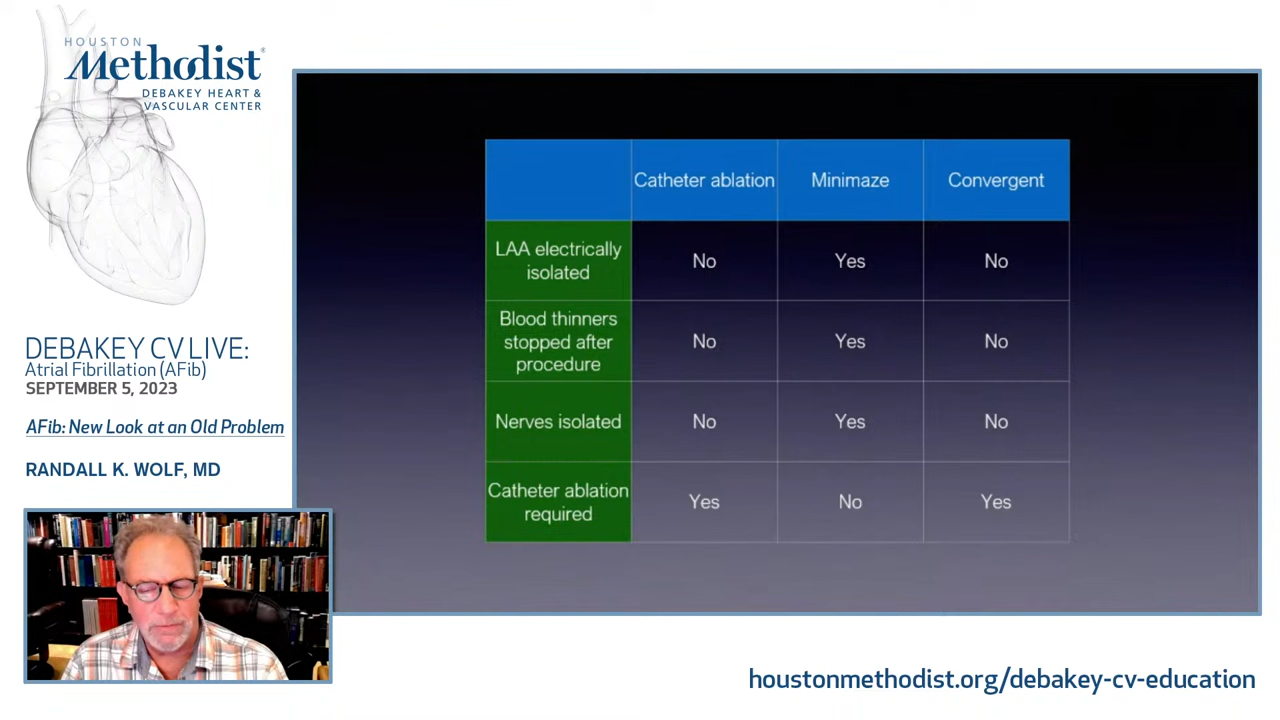 HOUSTON
Methodist®
DEBAKEY HEART &
VASCULAR CENTER
DEBAKEY CV LIVE:
Atrial Fibrillation (AFib)
SEPTEMBER 5, 2023
AFib: New Look at an Old Problem
RANDALL K. WOLF, MD
Catheter ablation Minimaze Convergent
LAA electrically
isolated
No Yes No
Blood thinners
stopped after
procedure
No Yes No
Nerves isolated No Yes No
Catheter ablation
required
Yes No Yes
houstonmethodist.org/debakey-cv-education